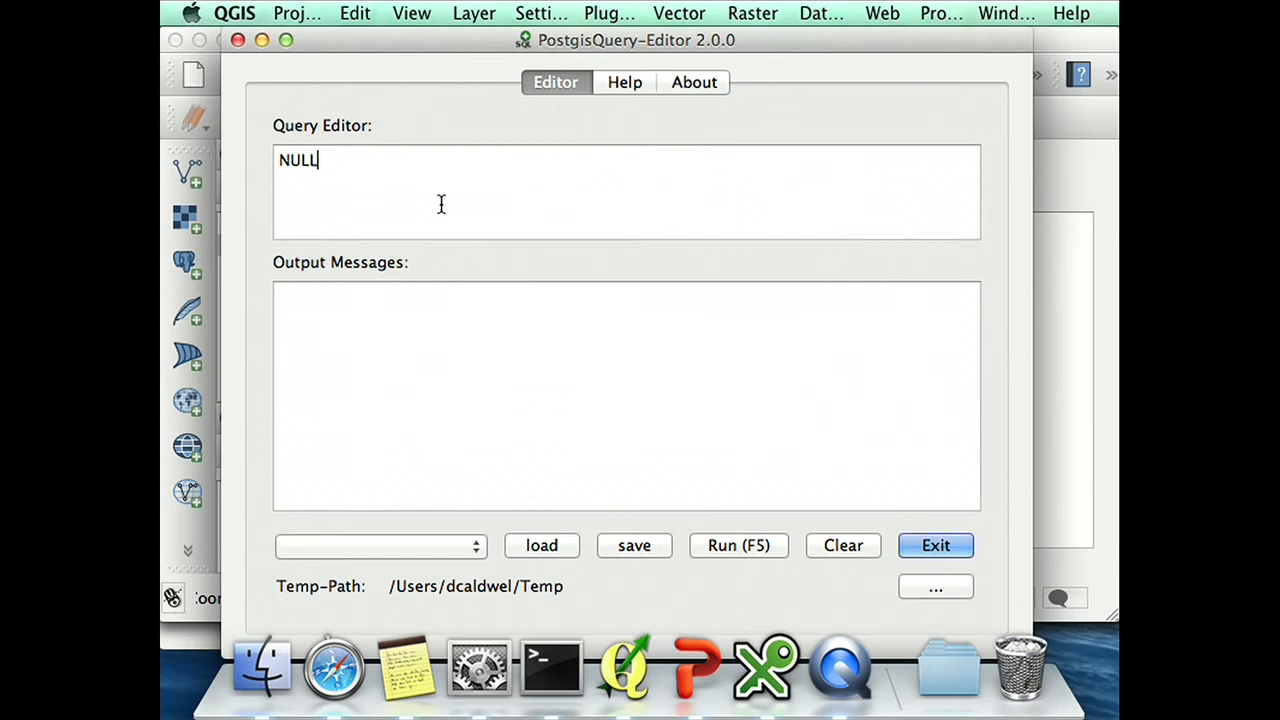 QGIS Proj... Edit View Layer Setti... Plug... Vector Raster Dat... Web Pro... Wind... Help
PostgisQuery-Editor 2.0.0
Editor Help About
Query Editor:
NULL
Output Messages:
load save Run (F5) Clear Exit
Temp-Path: /Users/dcaldwel/Temp ...